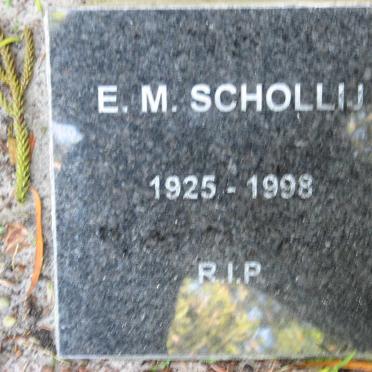 E. M. SCHOLLIJ
1925 - 1998
R.I.P